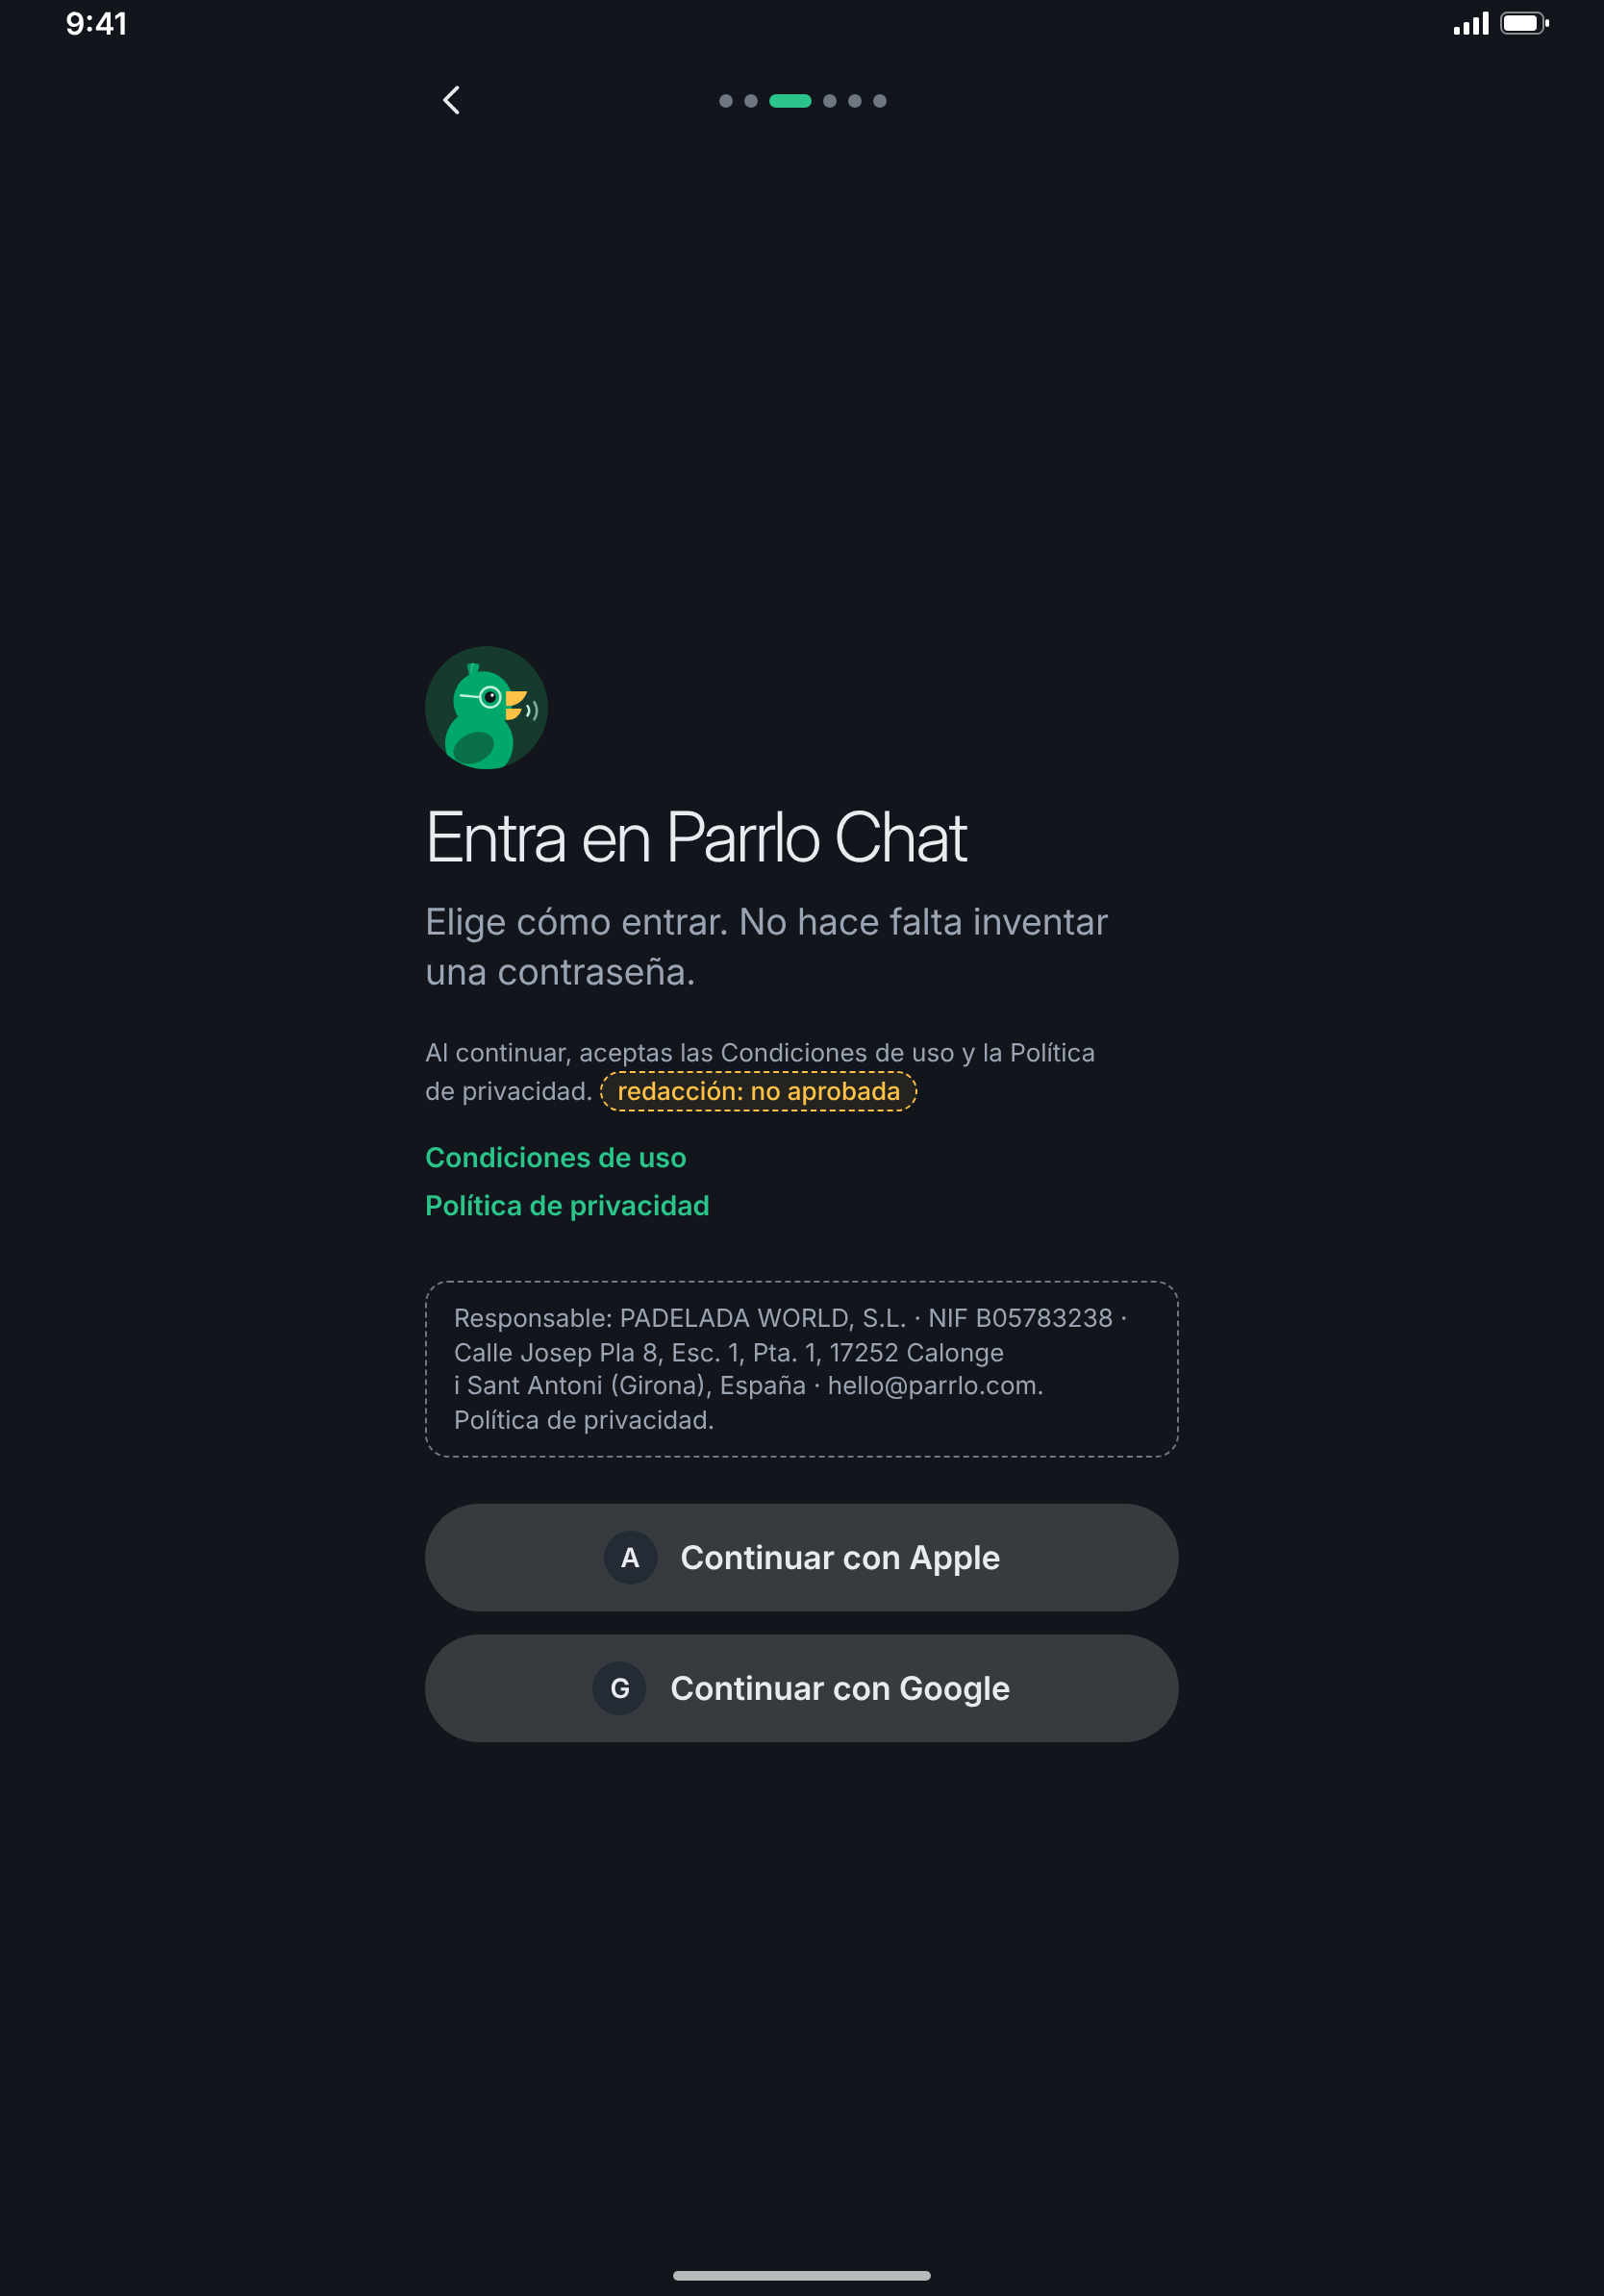 9:41
Entra en Parrlo Chat
Elige cómo entrar. No hace falta inventar
una contraseña.
Al continuar, aceptas las Condiciones de uso y la Política
de privacidad. redacción: no aprobada
Condiciones de uso
Política de privacidad
Responsable: PADELADA WORLD, S.L. · NIF B05783238 ·
Calle Josep Pla 8, Esc. 1, Pta. 1, 17252 Calonge
i Sant Antoni (Girona), España · hello@parrlo.com.
Política de privacidad.
A Continuar con Apple
G Continuar con Google